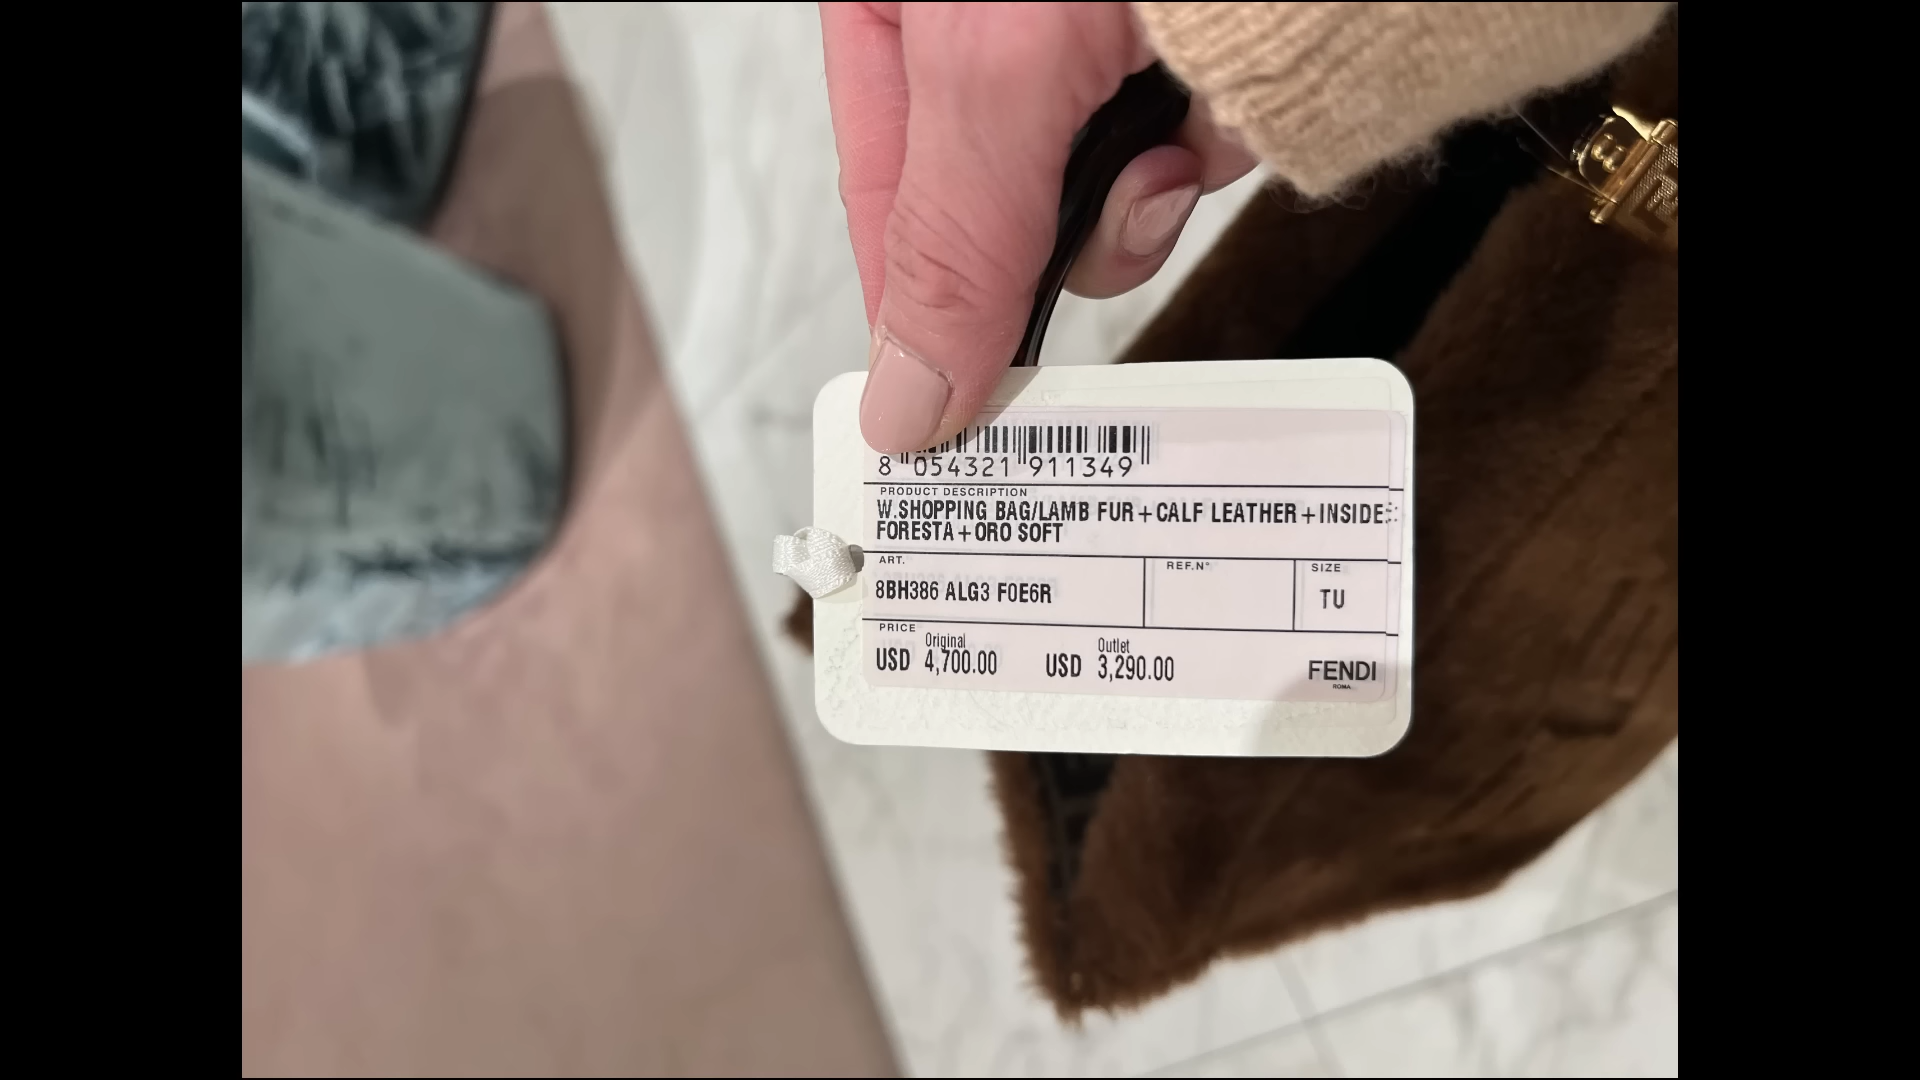 8 054321 911349
PRODUCT DESCRIPTION
W.SHOPPING BAG/LAMB FUR+CALF LEATHER+INSIDE
FORESTA+ORO SOFT
ART.
REF.N°
SIZE
8BH386 ALG3 F0E6R
TU
PRICE
Original
Outlet
USD 4,700.00 USD 3,290.00
FENDI
ROMA